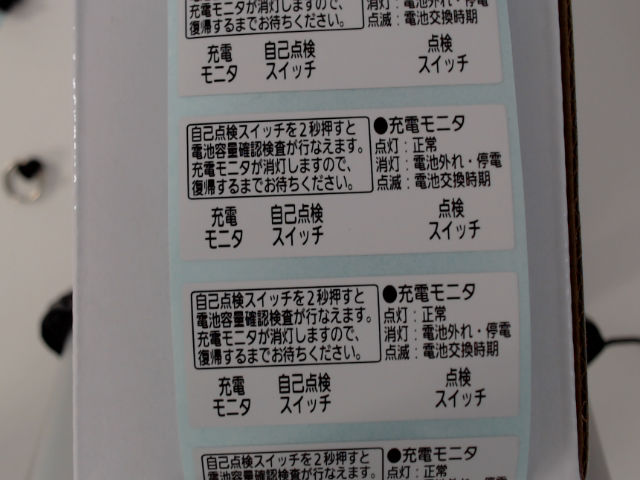 充電モニタが消灯しますので、
復帰するまでお待ちください。
消灯：電池外れ・停電
点滅：電池交換時期
充電
モニタ
自己点検
スイッチ
点検
スイッチ
自己点検スイッチを2秒押すと
電池容量確認検査が行なえます。
充電モニタが消灯しますので、
復帰するまでお待ちください。
●充電モニタ
点灯：正常
消灯：電池外れ・停電
点滅：電池交換時期
充電
モニタ
自己点検
スイッチ
点検
スイッチ
自己点検スイッチを2秒押すと
電池容量確認検査が行なえます。
充電モニタが消灯しますので、
復帰するまでお待ちください。
●充電モニタ
点灯：正常
消灯：電池外れ・停電
点滅：電池交換時期
充電
モニタ
自己点検
スイッチ
点検
スイッチ
自己点検スイッチを2秒押すと
電池容量確認検査が行なえます。
●充電モニタ
点灯：正常